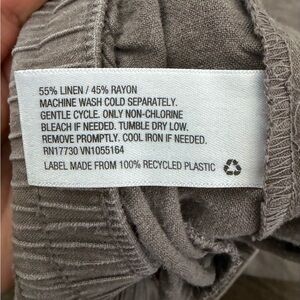 55% LINEN / 45% RAYON
MACHINE WASH COLD SEPARATELY.
GENTLE CYCLE. ONLY NON-CHLORINE
BLEACH IF NEEDED. TUMBLE DRY LOW.
REMOVE PROMPTLY. COOL IRON IF NEEDED.
RN17730 VN1055164
LABEL MADE FROM 100% RECYCLED PLASTIC